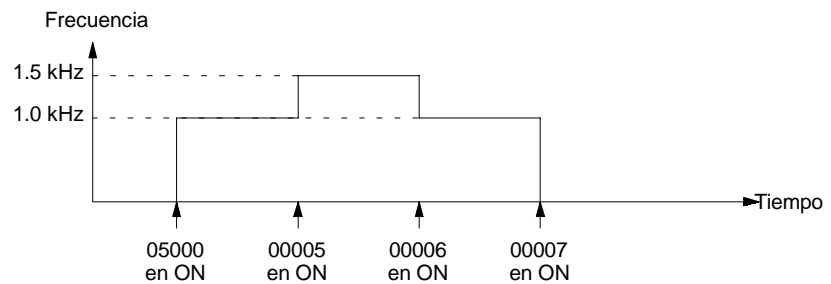 Frecuencia
1.5 kHz
1.0 kHz
Tiempo
05000 00005 00006 00007
en ON en ON en ON en ON